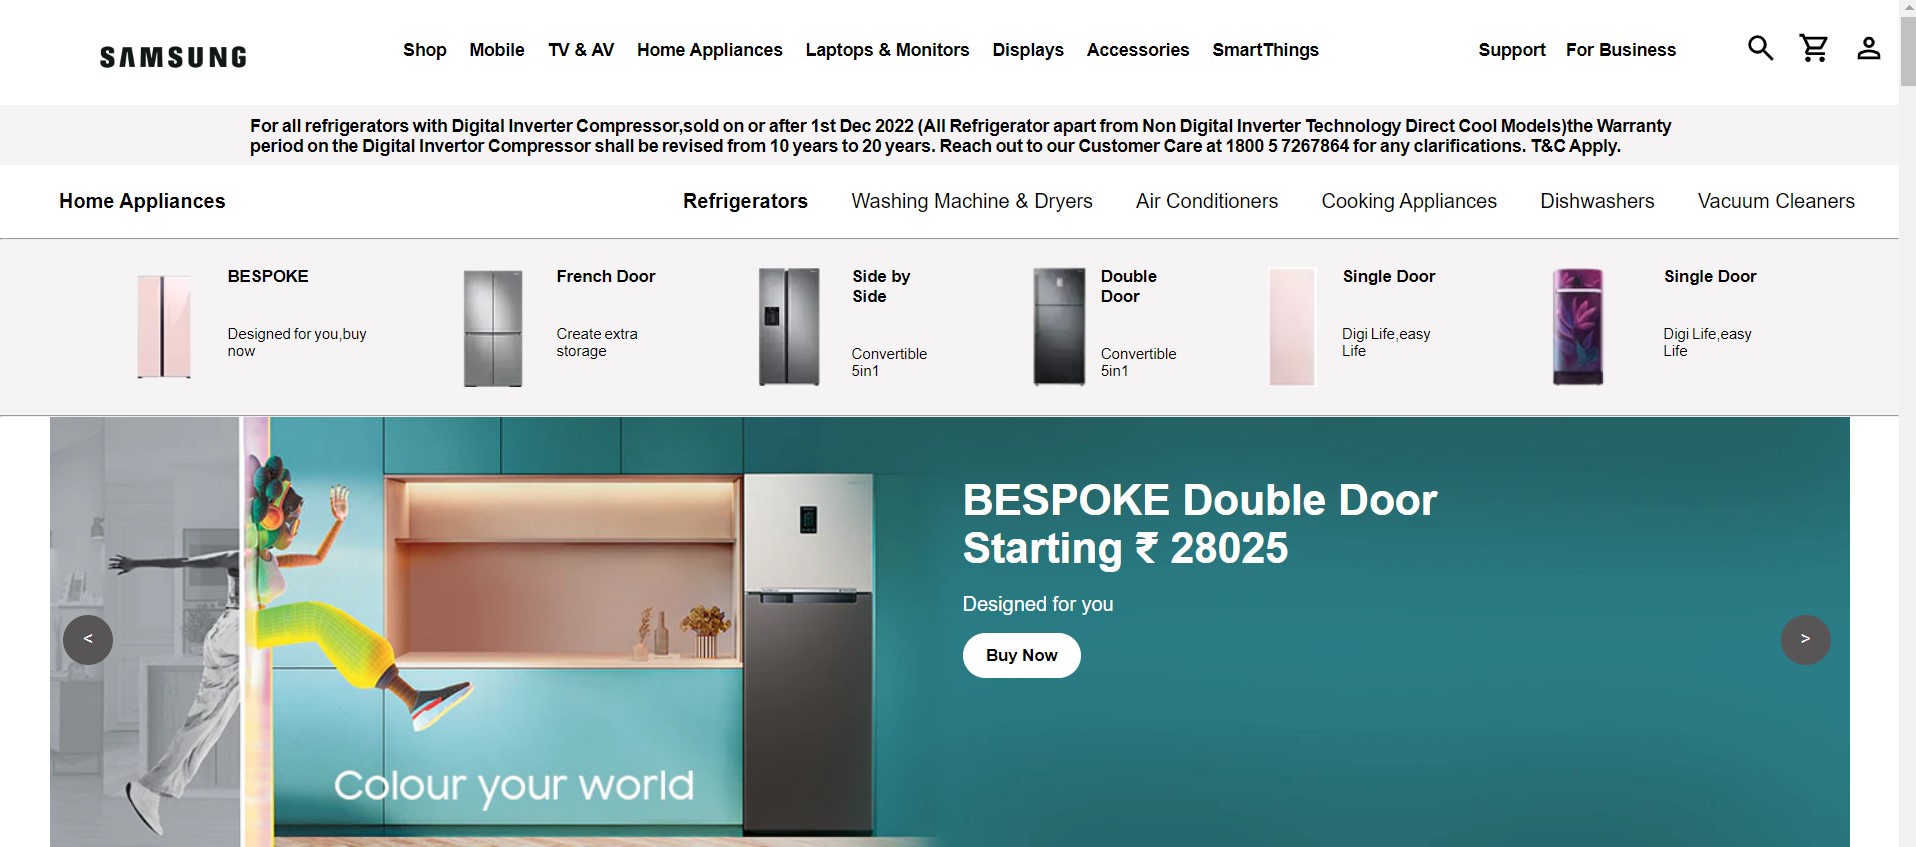 SAMSUNG
Shop Mobile TV & AV Home Appliances Laptops & Monitors Displays Accessories SmartThings Support For Business
For all refrigerators with Digital Inverter Compressor,sold on or after 1st Dec 2022 (All Refrigerator apart from Non Digital Inverter Technology Direct Cool Models)the Warranty
period on the Digital Invertor Compressor shall be revised from 10 years to 20 years. Reach out to our Customer Care at 1800 5 7267864 for any clarifications. T&C Apply.
Home Appliances Refrigerators Washing Machine & Dryers Air Conditioners Cooking Appliances Dishwashers Vacuum Cleaners
BESPOKE
Designed for you,buy
now
French Door
Create extra
storage
Side by
Side
Convertible
5in1
Double
Door
Convertible
5in1
Single Door
Digi Life,easy
Life
Single Door
Digi Life,easy
Life
BESPOKE Double Door
Starting ₹ 28025
Designed for you
Buy Now
<
>
Colour your world